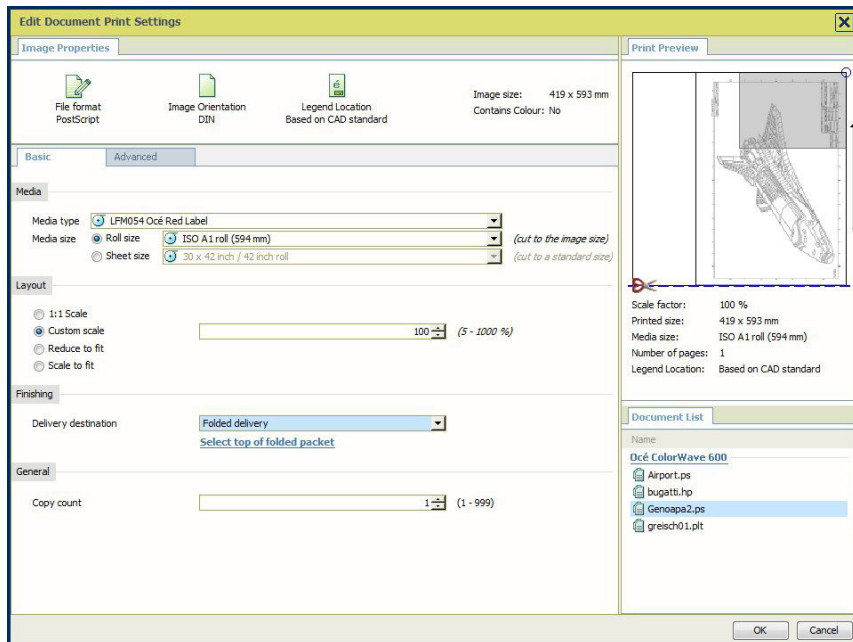 Edit Document Print Settings
Image Properties
File format
PostScript
Image Orientation
DIN
Legend Location
Based on CAD standard
Image size: 419 x 593 mm
Contains Colour: No
Basic
Advanced
Media
Media type LFM054 Océ Red Label
Media size Roll size ISO A1 roll (594 mm) (cut to the image size)
Sheet size 30 x 42 inch / 42 inch roll (cut to a standard size)
Layout
1:1 Scale
Custom scale 100 (5 - 1000 %)
Reduce to fit
Scale to fit
Finishing
Delivery destination Folded delivery
Select top of folded packet
General
Copy count 1 (1 - 999)
Print Preview
Scale factor: 100 %
Printed size: 419 x 593 mm
Media size: ISO A1 roll (594 mm)
Number of pages: 1
Legend Location: Based on CAD standard
Document List
Name
Océ ColorWave 600
Airport.ps
bugatti.hp
Genoapa2.ps
greisch01.plt
OK
Cancel